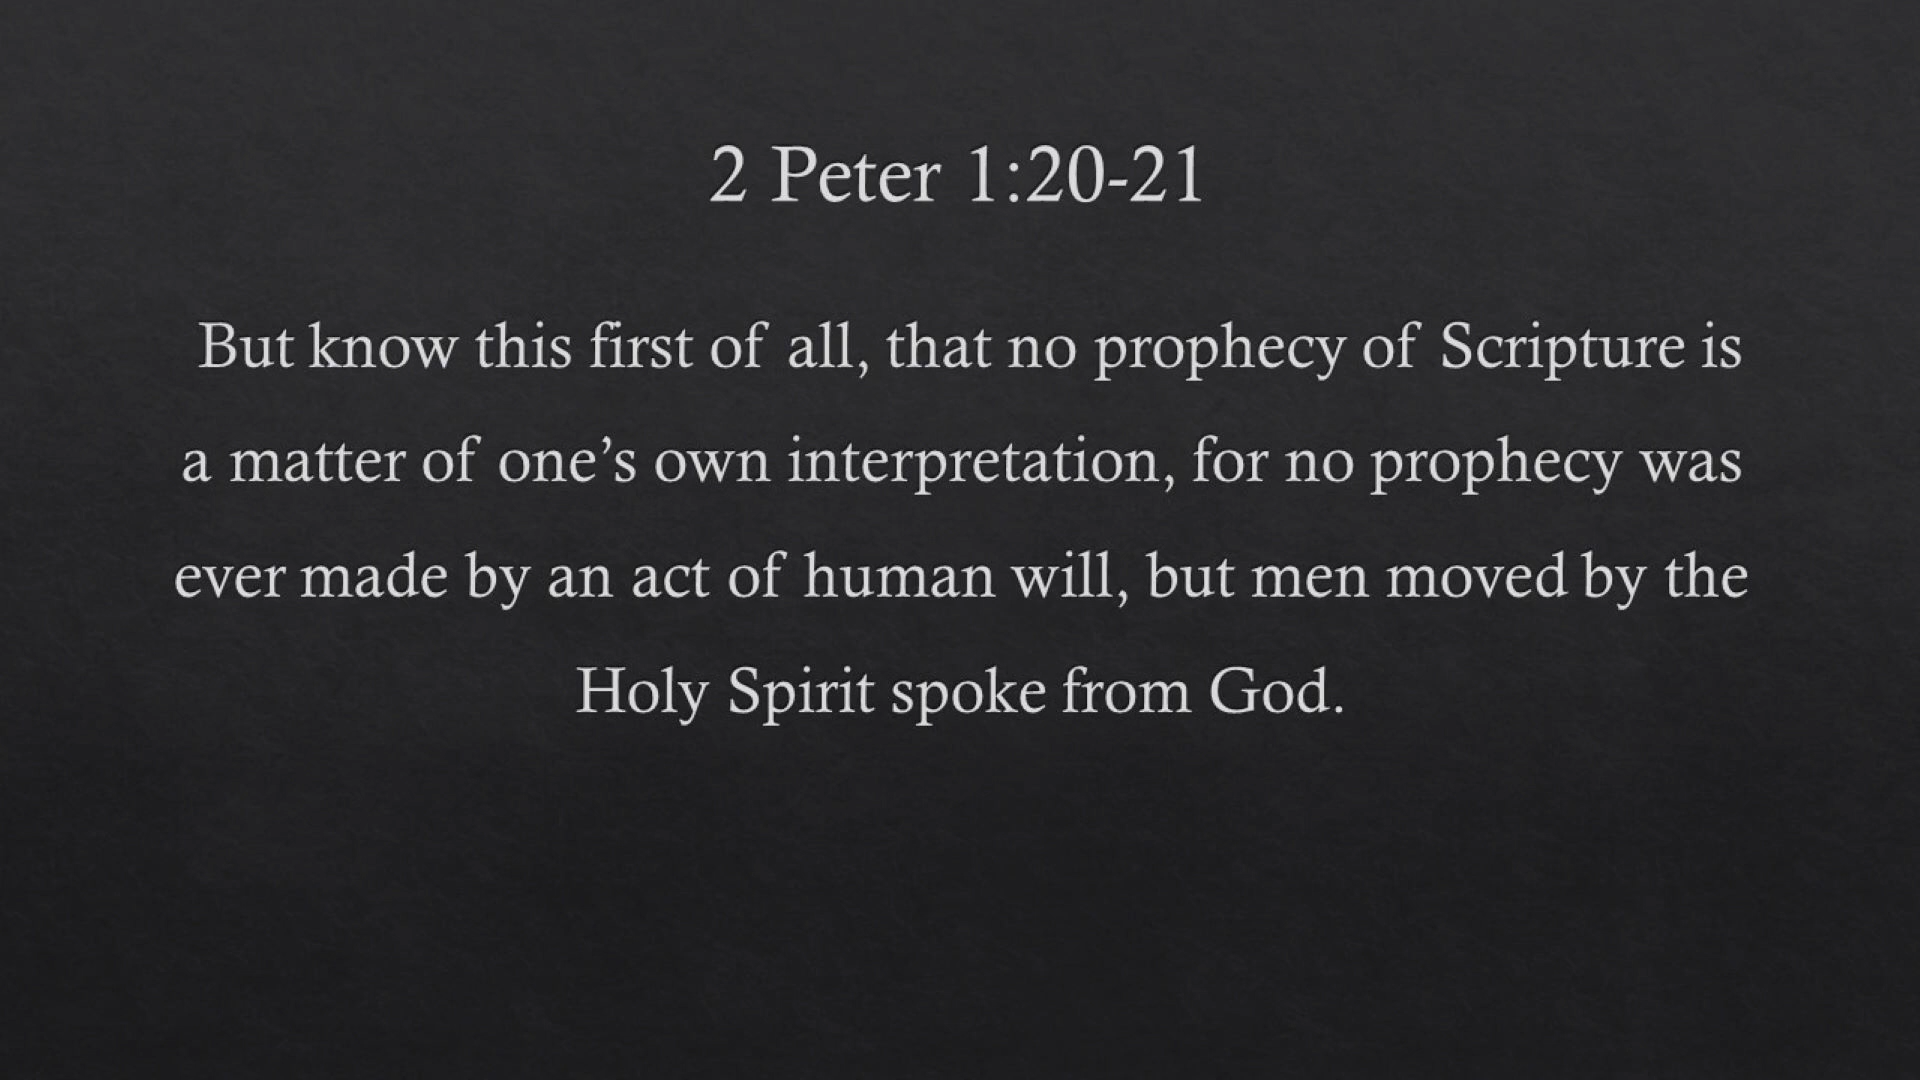 2 Peter 1:20-21
But know this first of all, that no prophecy of Scripture is
a matter of one’s own interpretation, for no prophecy was
ever made by an act of human will, but men moved by the
Holy Spirit spoke from God.